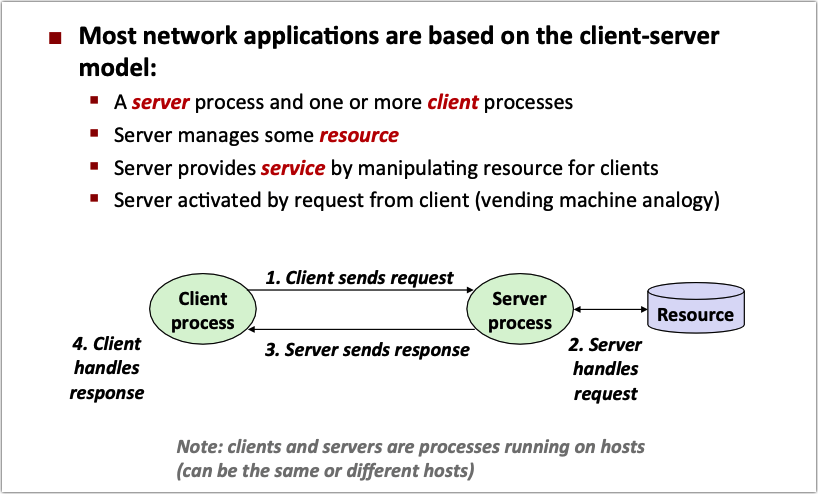 Most network applications are based on the client-server
model:
A server process and one or more client processes
Server manages some resource
Server provides service by manipulating resource for clients
Server activated by request from client (vending machine analogy)
1. Client sends request
Client
process
Server
process
Resource
3. Server sends response
4. Client
handles
response
2. Server
handles
request
Note: clients and servers are processes running on hosts
(can be the same or different hosts)